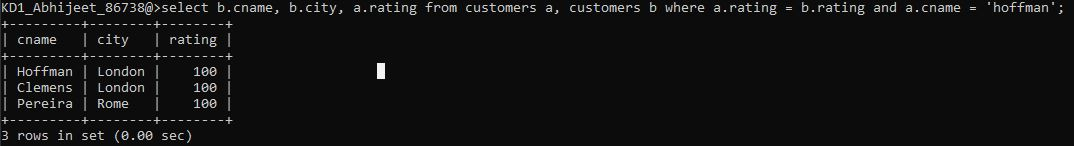 KD1_Abhijeet_86738@>select b.cname, b.city, a.rating from customers a, customers b where a.rating = b.rating and a.cname = 'hoffman';
+---------+--------+--------+
| cname   | city   | rating |
+---------+--------+--------+
| Hoffman | London |    100 |
| Clemens | London |    100 |
| Pereira | Rome   |    100 |
+---------+--------+--------+
3 rows in set (0.00 sec)